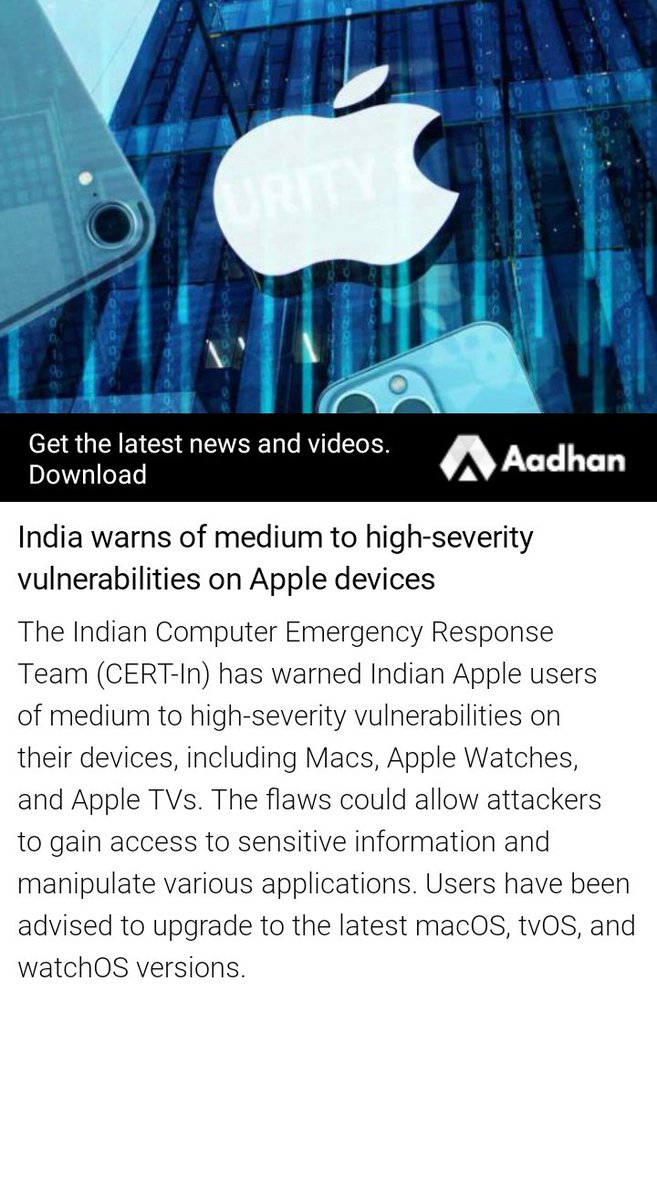 URITY
Get the latest news and videos.
Download
Aadhan
India warns of medium to high-severity
vulnerabilities on Apple devices
The Indian Computer Emergency Response
Team (CERT-In) has warned Indian Apple users
of medium to high-severity vulnerabilities on
their devices, including Macs, Apple Watches,
and Apple TVs. The flaws could allow attackers
to gain access to sensitive information and
manipulate various applications. Users have been
advised to upgrade to the latest macOS, tvOS, and
watchOS versions.